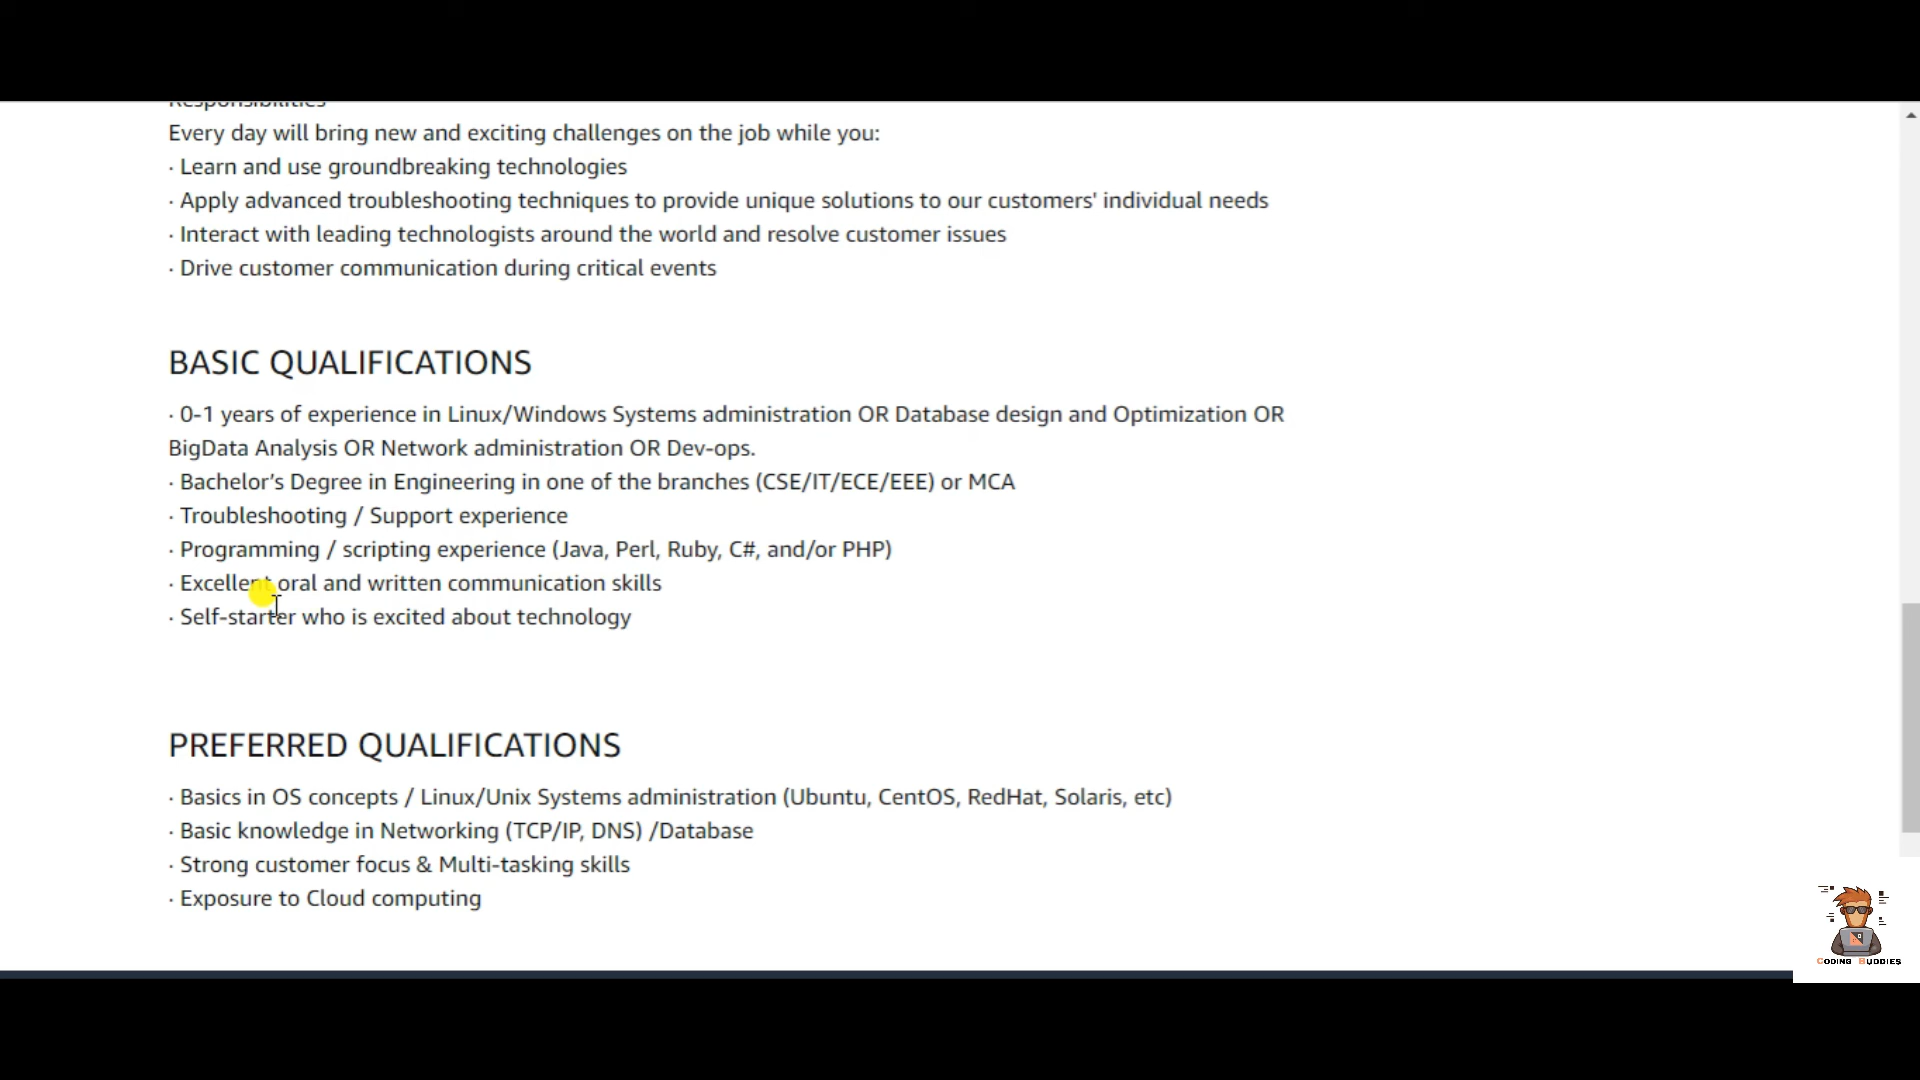 Responsibilities
Every day will bring new and exciting challenges on the job while you:
· Learn and use groundbreaking technologies
· Apply advanced troubleshooting techniques to provide unique solutions to our customers' individual needs
· Interact with leading technologists around the world and resolve customer issues
· Drive customer communication during critical events
BASIC QUALIFICATIONS
· 0-1 years of experience in Linux/Windows Systems administration OR Database design and Optimization OR
BigData Analysis OR Network administration OR Dev-ops.
· Bachelor’s Degree in Engineering in one of the branches (CSE/IT/ECE/EEE) or MCA
· Troubleshooting / Support experience
· Programming / scripting experience (Java, Perl, Ruby, C#, and/or PHP)
· Excellent oral and written communication skills
· Self-starter who is excited about technology
PREFERRED QUALIFICATIONS
· Basics in OS concepts / Linux/Unix Systems administration (Ubuntu, CentOS, RedHat, Solaris, etc)
· Basic knowledge in Networking (TCP/IP, DNS) /Database
· Strong customer focus & Multi-tasking skills
· Exposure to Cloud computing
CODING BUDDIES